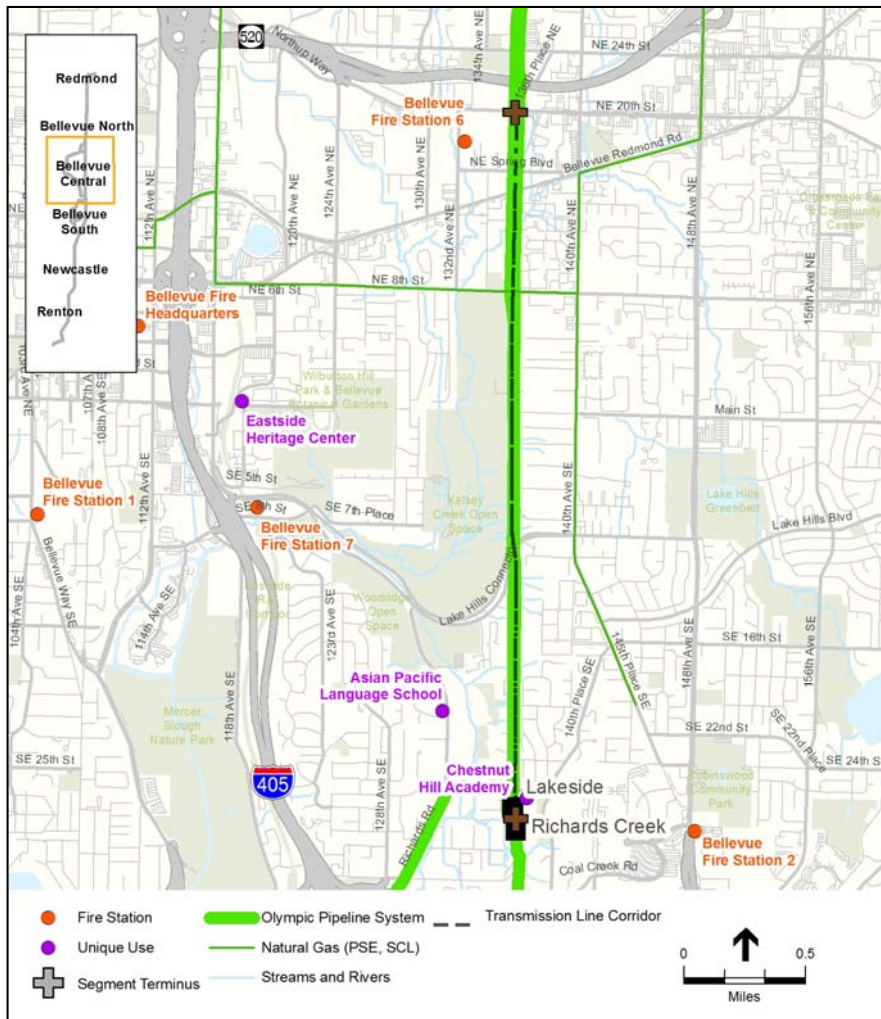 520
Northup Way
134th Ave NE
136th Place NE
NE 24th St
Redmond
Bellevue North
Bellevue
Central
Bellevue
South
Newcastle
Renton
Bellevue
Fire Station 6
NE 20th St
NE Spring Blvd
Bellevue Redmond Rd
112th Ave NE
120th Ave NE
124th Ave NE
130th Ave NE
132nd Ave NE
140th Ave NE
148th Ave NE
156th Ave NE
Crossroads Park
& Community
Center
NE 8th St
NE 6th St
Bellevue Fire
Headquarters
103rd Ave NE
107th A
108th Ave SE
112th Ave SE
Wilburton Hill
Park & Bellevue
Botanical Gardens
Eastside
Heritage Center
Main St
SE 5th St
SE 6th St
SE 7th Place
Kelsey
Creek Open
Space
140th Ave SE
Lake Hills
Greenbelt
Lake Hills Blvd
Bellevue
Fire Station 1
Bellevue
Fire Station 7
Bellevue Way SE
104th Ave SE
114th Ave SE
Woodridge
Open
Space
Lake Hills Connector
123rd Ave SE
SE 16th St
145th Place SE
148th Ave SE
156th Ave SE
Asian Pacific
Language School
140th Place SE
Mercer
Slough
Nature Park
118th Ave SE
SE 22nd St
SE 22nd Place
SE 24th St
SE 25th St
405
128th Ave SE
Richards Rd
Chestnut
Hill Academy
Lakeside
Richards Creek
Robinswood
Community
Park
Coal Creek Rd
Bellevue
Fire Station 2
Fire Station
Unique Use
Segment Terminus
Olympic Pipeline System
Natural Gas (PSE, SCL)
Streams and Rivers
Transmission Line Corridor
0
0.5
Miles